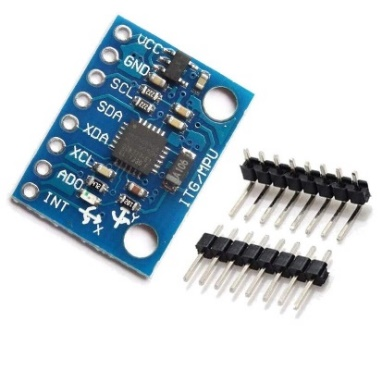 VCC
GND
SCL
SDA
XDA
XCL
ADO
INT
ITG/MPU
X
Y